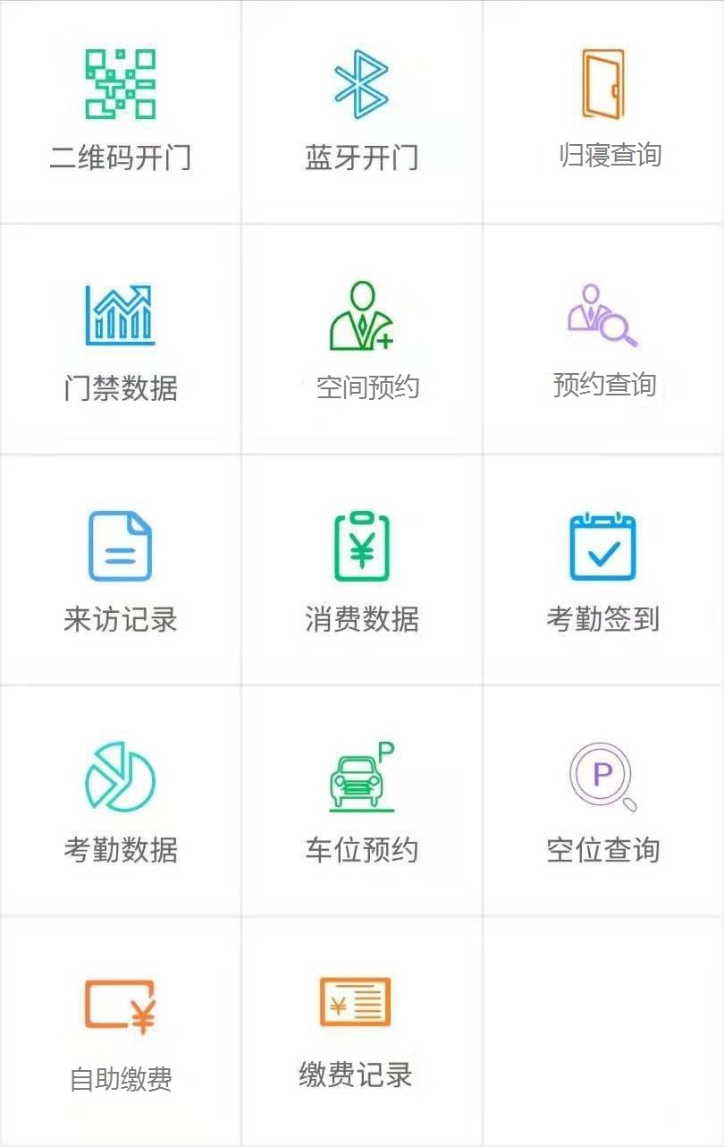 二维码开门
蓝牙开门
归寝查询
门禁数据
空间预约
预约查询
来访记录
消费数据
考勤签到
考勤数据
P
车位预约
P
空位查询
自助缴费
缴费记录